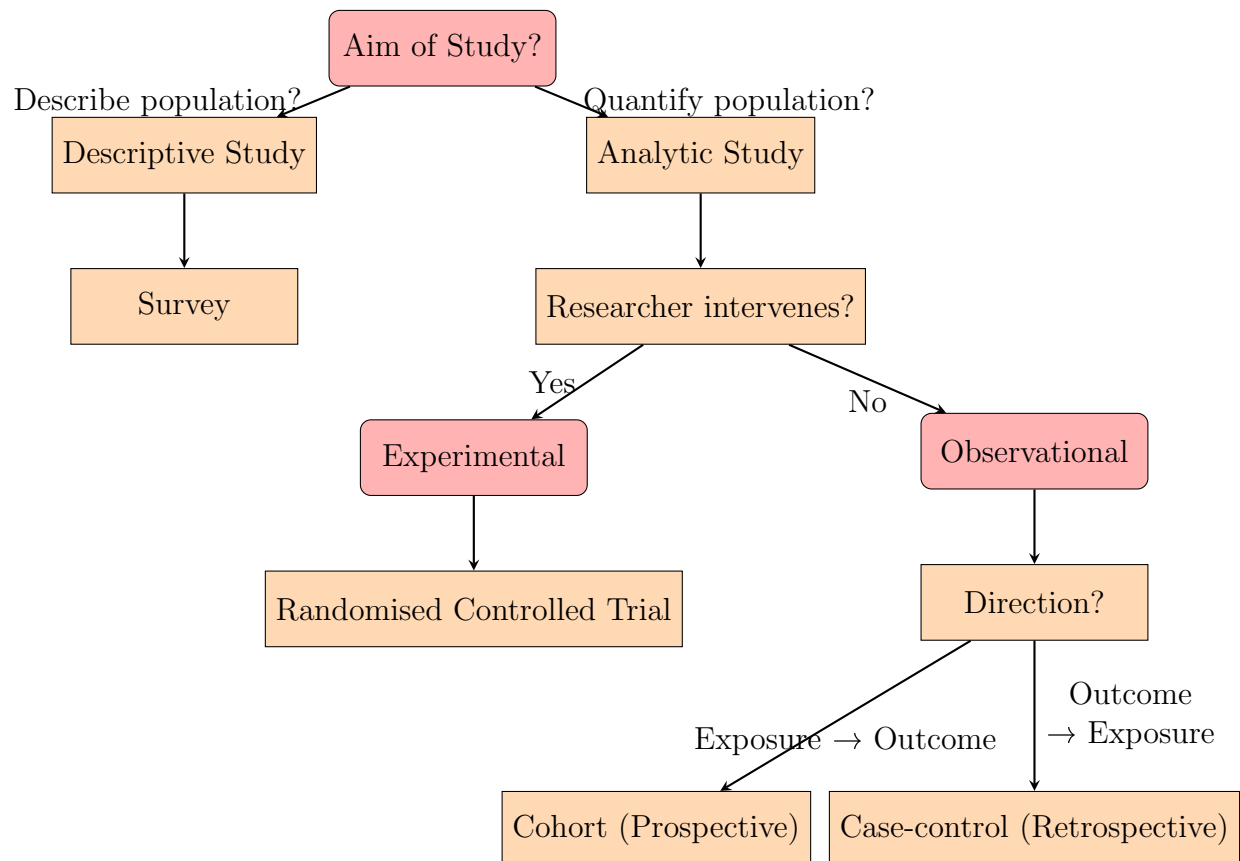 Aim of Study?
Describe population?
Quantify population?
Descriptive Study
Analytic Study
Survey
Researcher intervenes?
Yes
No
Experimental
Observational
Randomised Controlled Trial
Direction?
Exposure → Outcome
Outcome
→ Exposure
Cohort (Prospective)
Case-control (Retrospective)